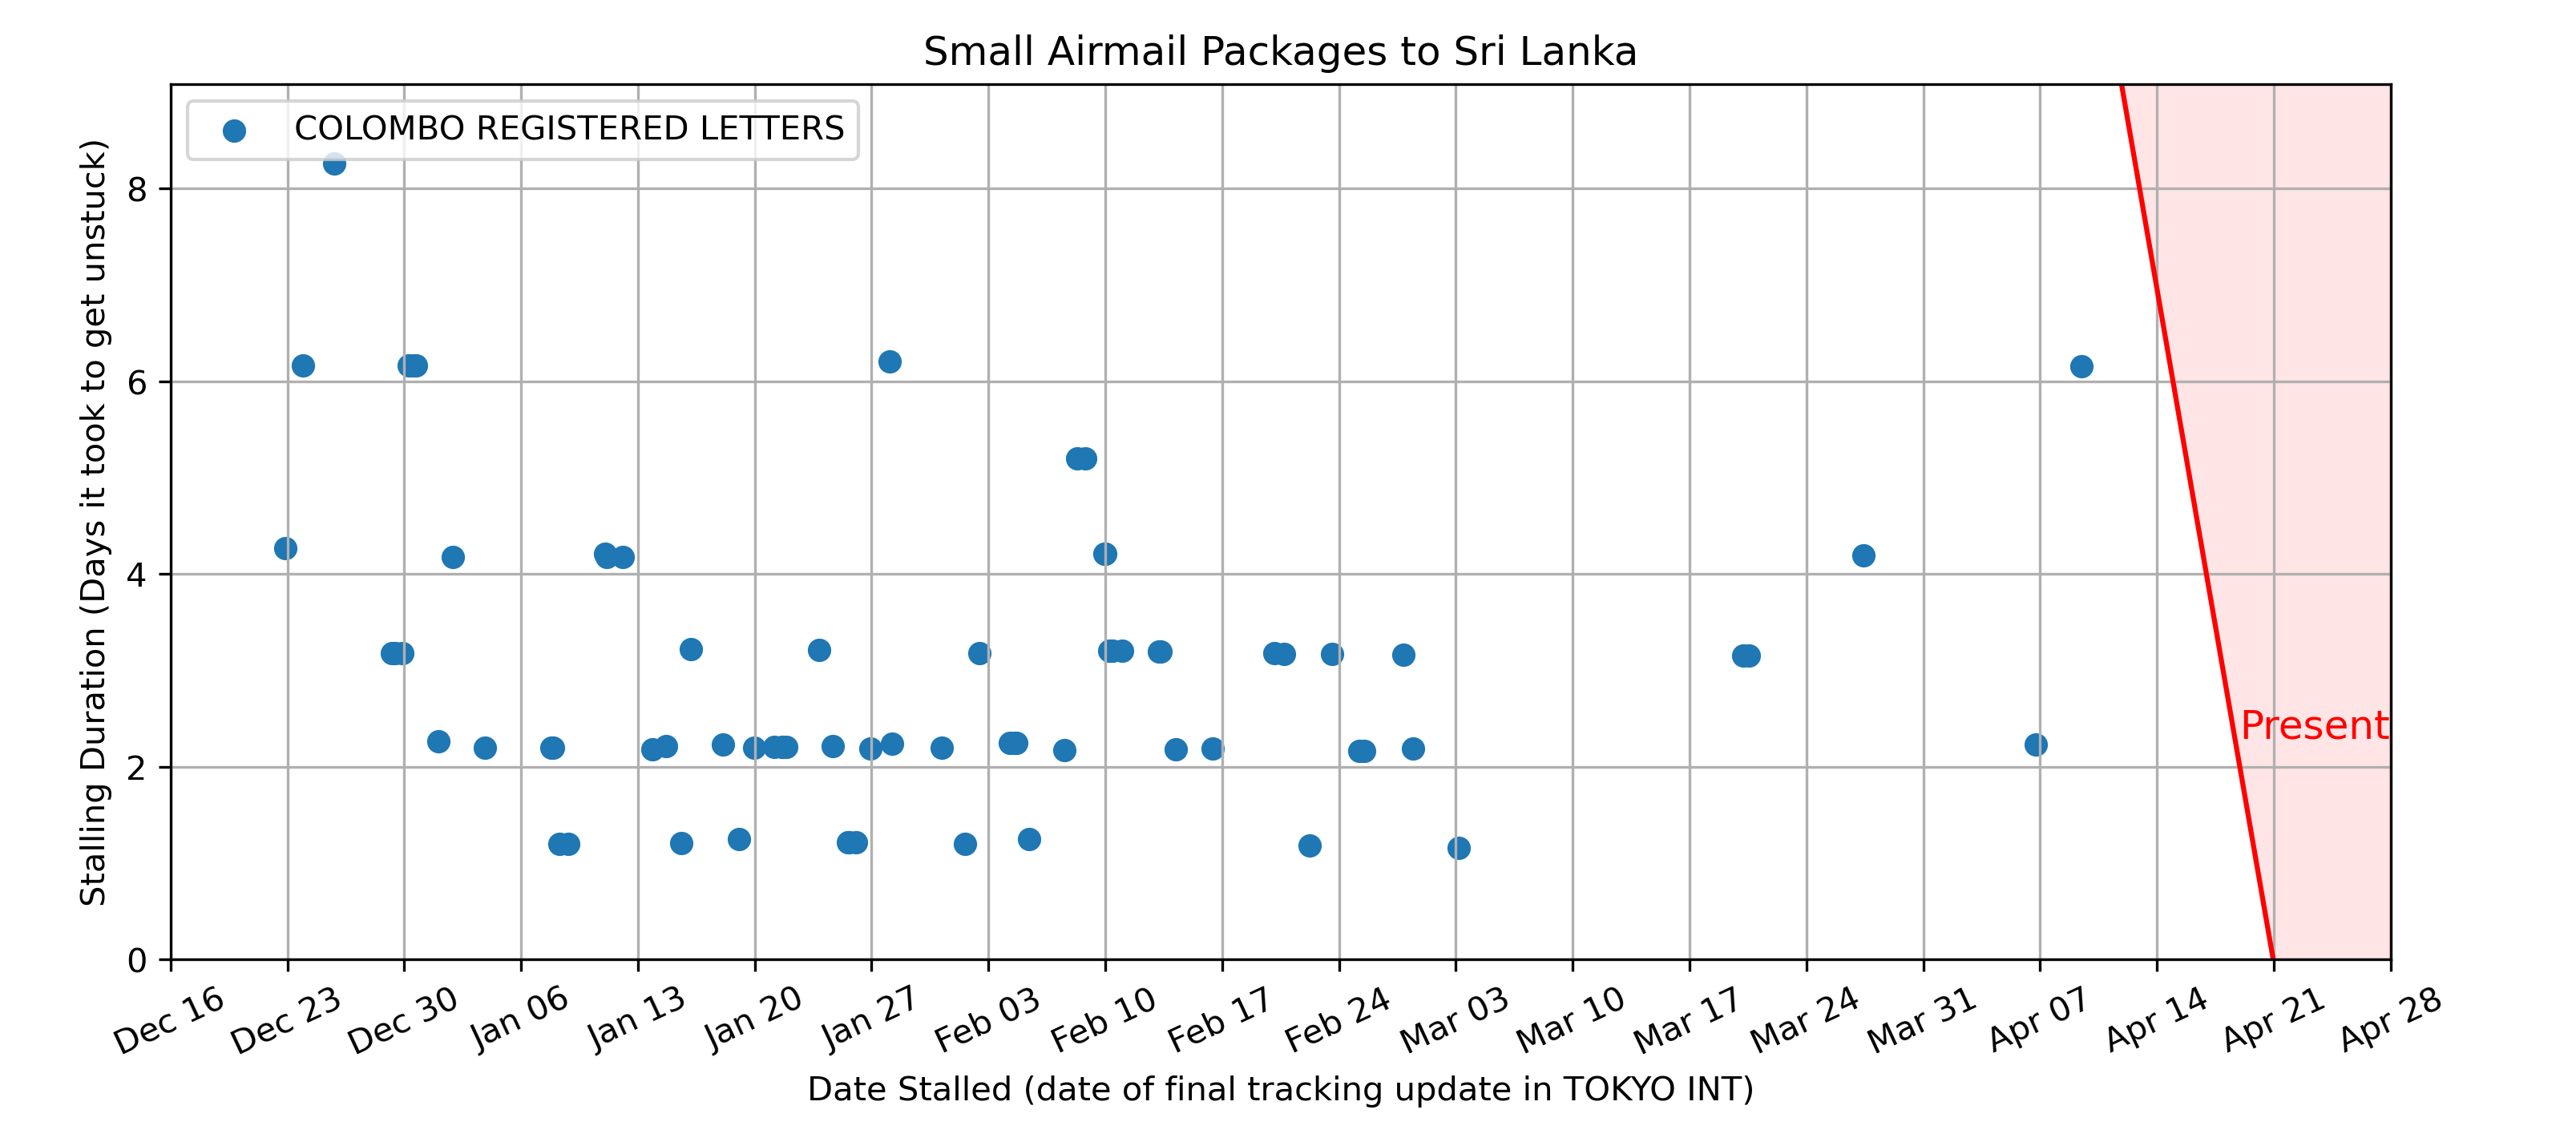 Small Airmail Packages to Sri Lanka
COLOMBO REGISTERED LETTERS
Stalling Duration (Days it took to get unstuck)
8
6
4
2
0
Present
Dec 16
Dec 23
Dec 30
Jan 06
Jan 13
Jan 20
Jan 27
Feb 03
Feb 10
Feb 17
Feb 24
Mar 03
Mar 10
Mar 17
Mar 24
Mar 31
Apr 07
Apr 14
Apr 21
Apr 28
Date Stalled (date of final tracking update in TOKYO INT)